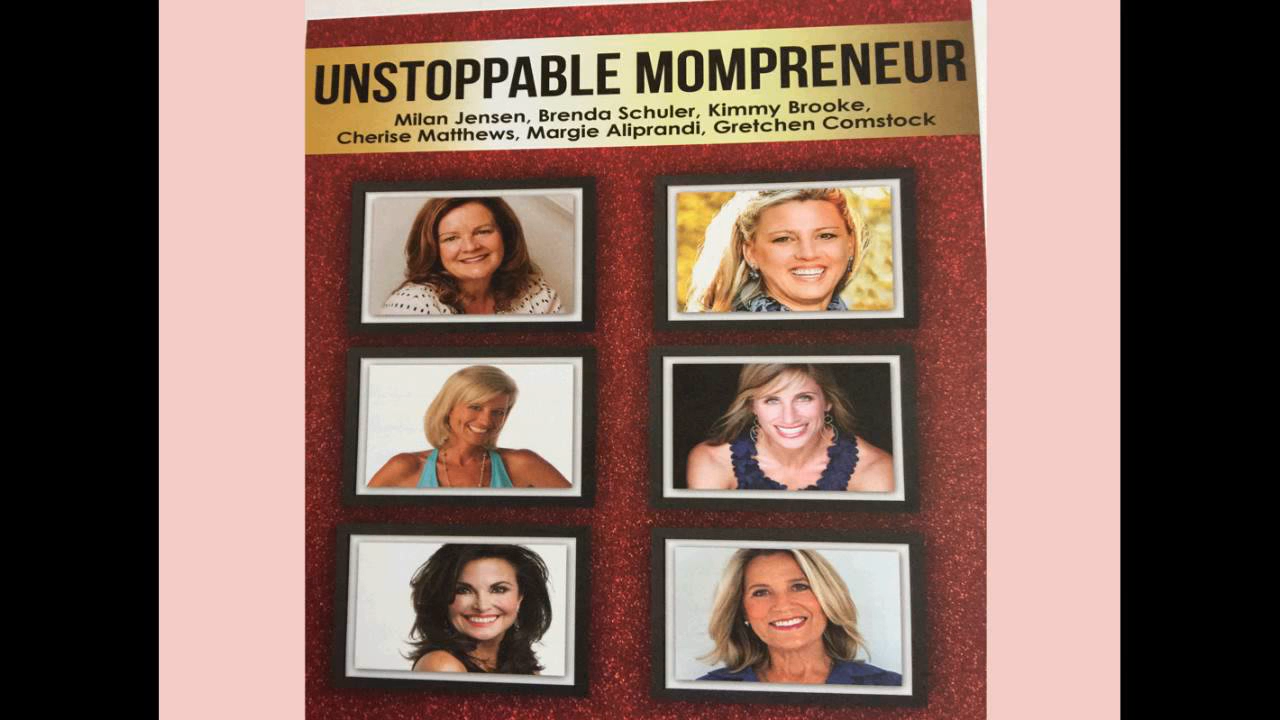 UNSTOPPABLE MOMPRENEUR
Milan Jensen, Brenda Schuler, Kimmy Brooke,
Cherise Matthews, Margie Aliprandi, Gretchen Comstock